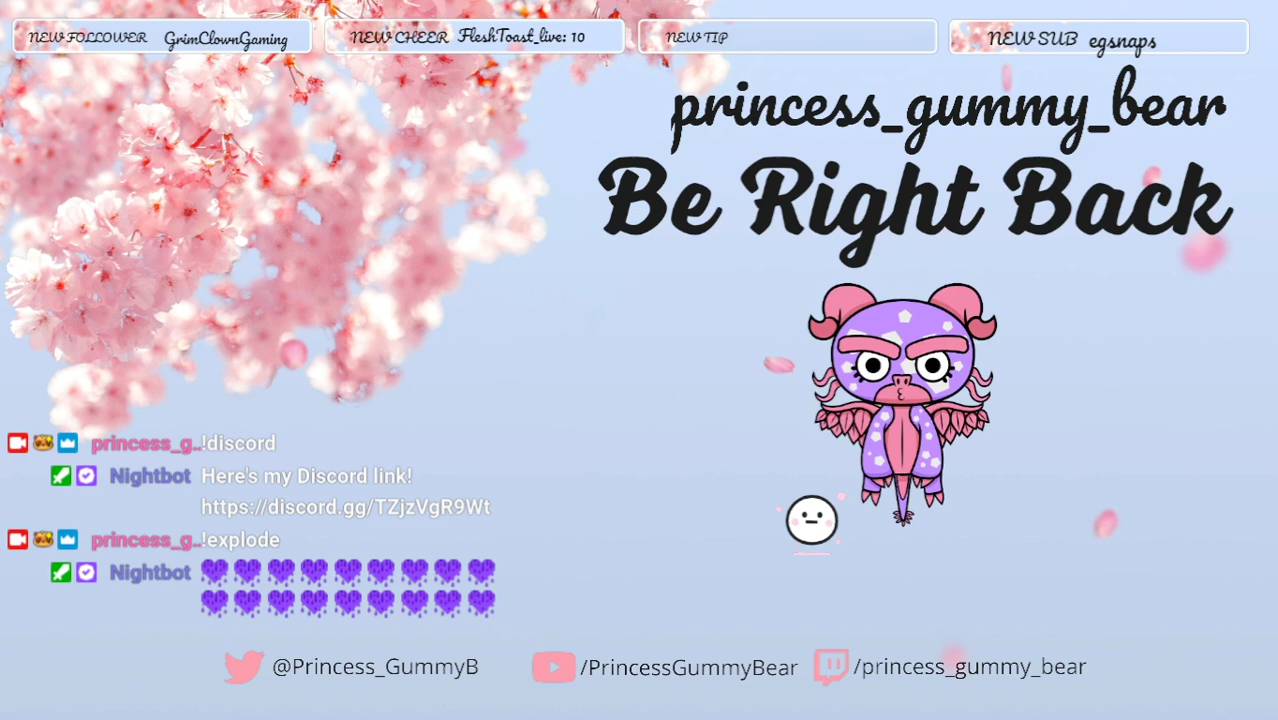 NEW FOLLOWER GrimClownGaming
NEW CHEER FleshToast_live: 10
NEW TIP
NEW SUB egsnaps
princess_gummy_bear
Be Right Back
princess_g..!discord
Nightbot Here's my Discord link!
https://discord.gg/TZjzVgR9Wt
princess_g..!explode
Nightbot
@Princess_GummyB
/PrincessGummyBear
/princess_gummy_bear